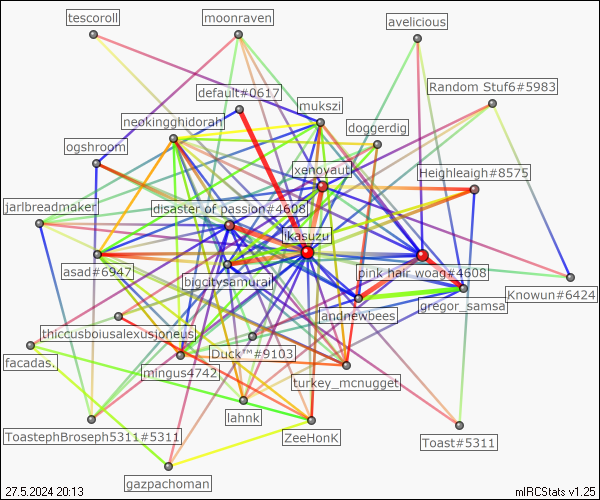 tescoroll
moonraven
avelicious
Random Stuf6#5983
default#0617
mukszi
neokinghidorah
doggerdig
ogshroom
xenoyaut
Heighleaigh#8575
jarlbreadmaker
disaster of passion#4608
ikasuzu
asad#6947
bigcitysamurai
pink hair woag#4608
Knowun#6424
gregor_samsa
andnewbees
thiccusboiusalexusjoneus
Duck™#9103
facadas.
mingus4742
turkey_mcnugget
lahnk
ToastephBroseph5311#5311
ZeeHonK
Toast#5311
gazpachoman
27.5.2024 20:13
mIRCStats v1.25